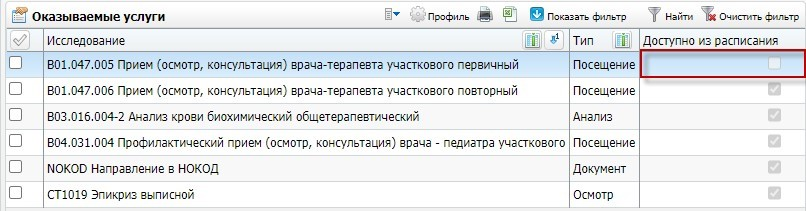 Оказываемые услуги Профиль Показать фильтр Найти Очистить фильтр
Исследование Тип Доступно из расписания
B01.047.005 Прием (осмотр, консультация) врача-терапевта участкового первичный Посещение
B01.047.006 Прием (осмотр, консультация) врача-терапевта участкового повторный Посещение
B03.016.004-2 Анализ крови биохимический общетерапевтический Анализ
B04.031.004 Профилактический прием (осмотр, консультация) врача - педиатра участкового Посещение
NOKOD Направление в НОКОД Документ
СТ1019 Эпикриз выписной Осмотр